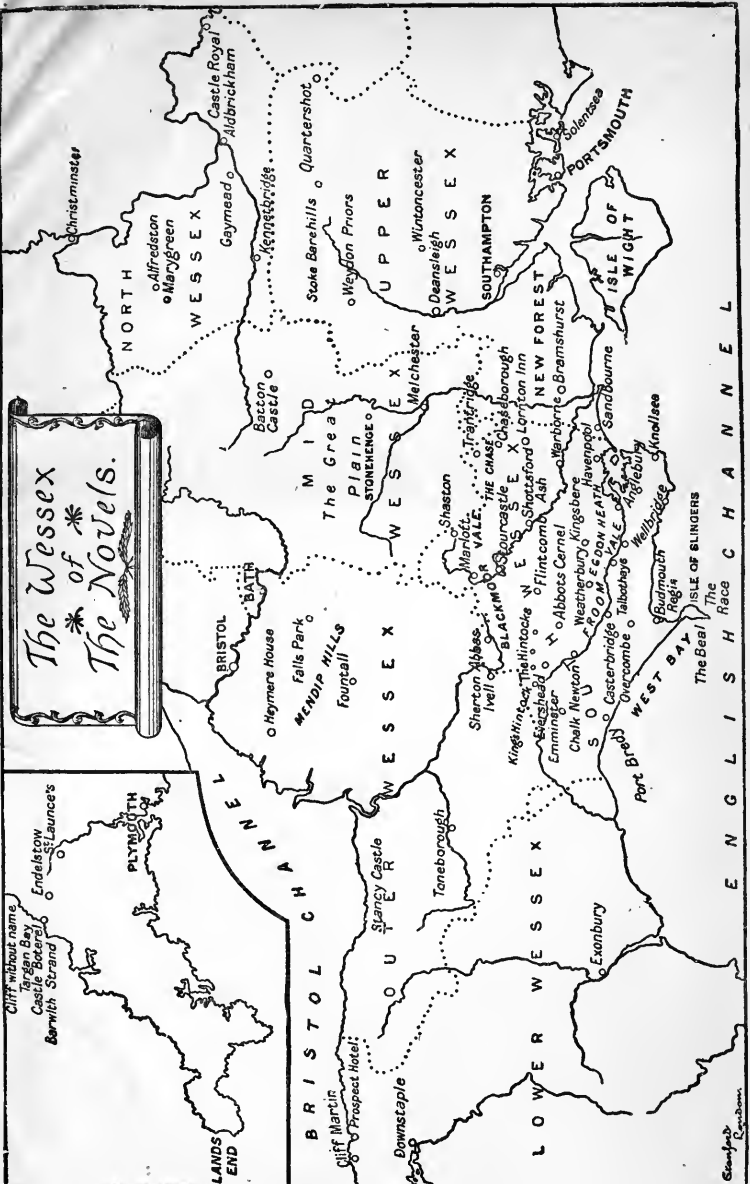 The Wessex
of
The Novels.
Cliff without name
Targan Bay
Castle Boterel
Barwith Strand
Endelstow
St Launce's
PLYMOUTH
LANDS
END
BRISTOL CHANNEL
Cliff Martin
Prospect Hotel
Downstaple
LOWER WESSEX
Exonbury
OUTER WESSEX
Stancy Castle
Toneborough
BRISTOL
BATH
Heymere House
Falls Park
MENDIP HILLS
Fountall
Christminster
NORTH
WESSEX
Alfredston
Marygreen
Castle Royal
Aldbrickham
Gaymead
Kennetbridge
Batton
Castle
MID
WESSEX
The Great
Plain
STONEHENGE
Melchester
UPPER
WESSEX
Quartershot
Stoke Barehills
Weydon Priors
Wintoncester
Deansleigh
SOUTHAMPTON
Solentsea
PORTSMOUTH
ISLE OF
WIGHT
NEW FOREST
Bramshurst
Shaston
Marlott
VALE
BLACKMOOR
Stourcastle
THE CHASE
Trantridge
Chaseborough
Lornton Inn
Shottsford
Ash
Warborne
Sandbourne
Havenpool
Sherton Abbas
Ivell
King's Hintock
The Hintocks
Evershead
Emminster
Chalk Newton
Flintcomb
Abbots Cernel
Weatherbury
Kingsbere
SOUTH WESSEX
EGDON HEATH
FROOM
VALE
Casterbridge
Talbotheys
Overcombe
Wellbridge
Anglebury
Knollsea
Port Bredy
WEST BAY
Budmouth
Regis
ISLE OF SLINGERS
The Beal
The
Race
ENGLISH CHANNEL